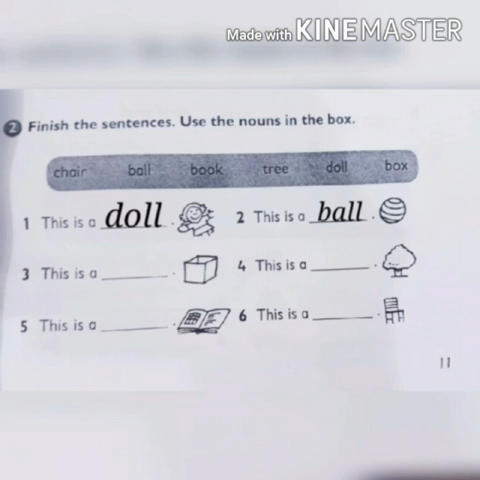 Made with KINEMASTER
2 Finish the sentences. Use the nouns in the box.
chair ball book tree doll box
1 This is a doll. 2 This is a ball.
3 This is a ______. 4 This is a ______.
5 This is a ______. 6 This is a ______.
11